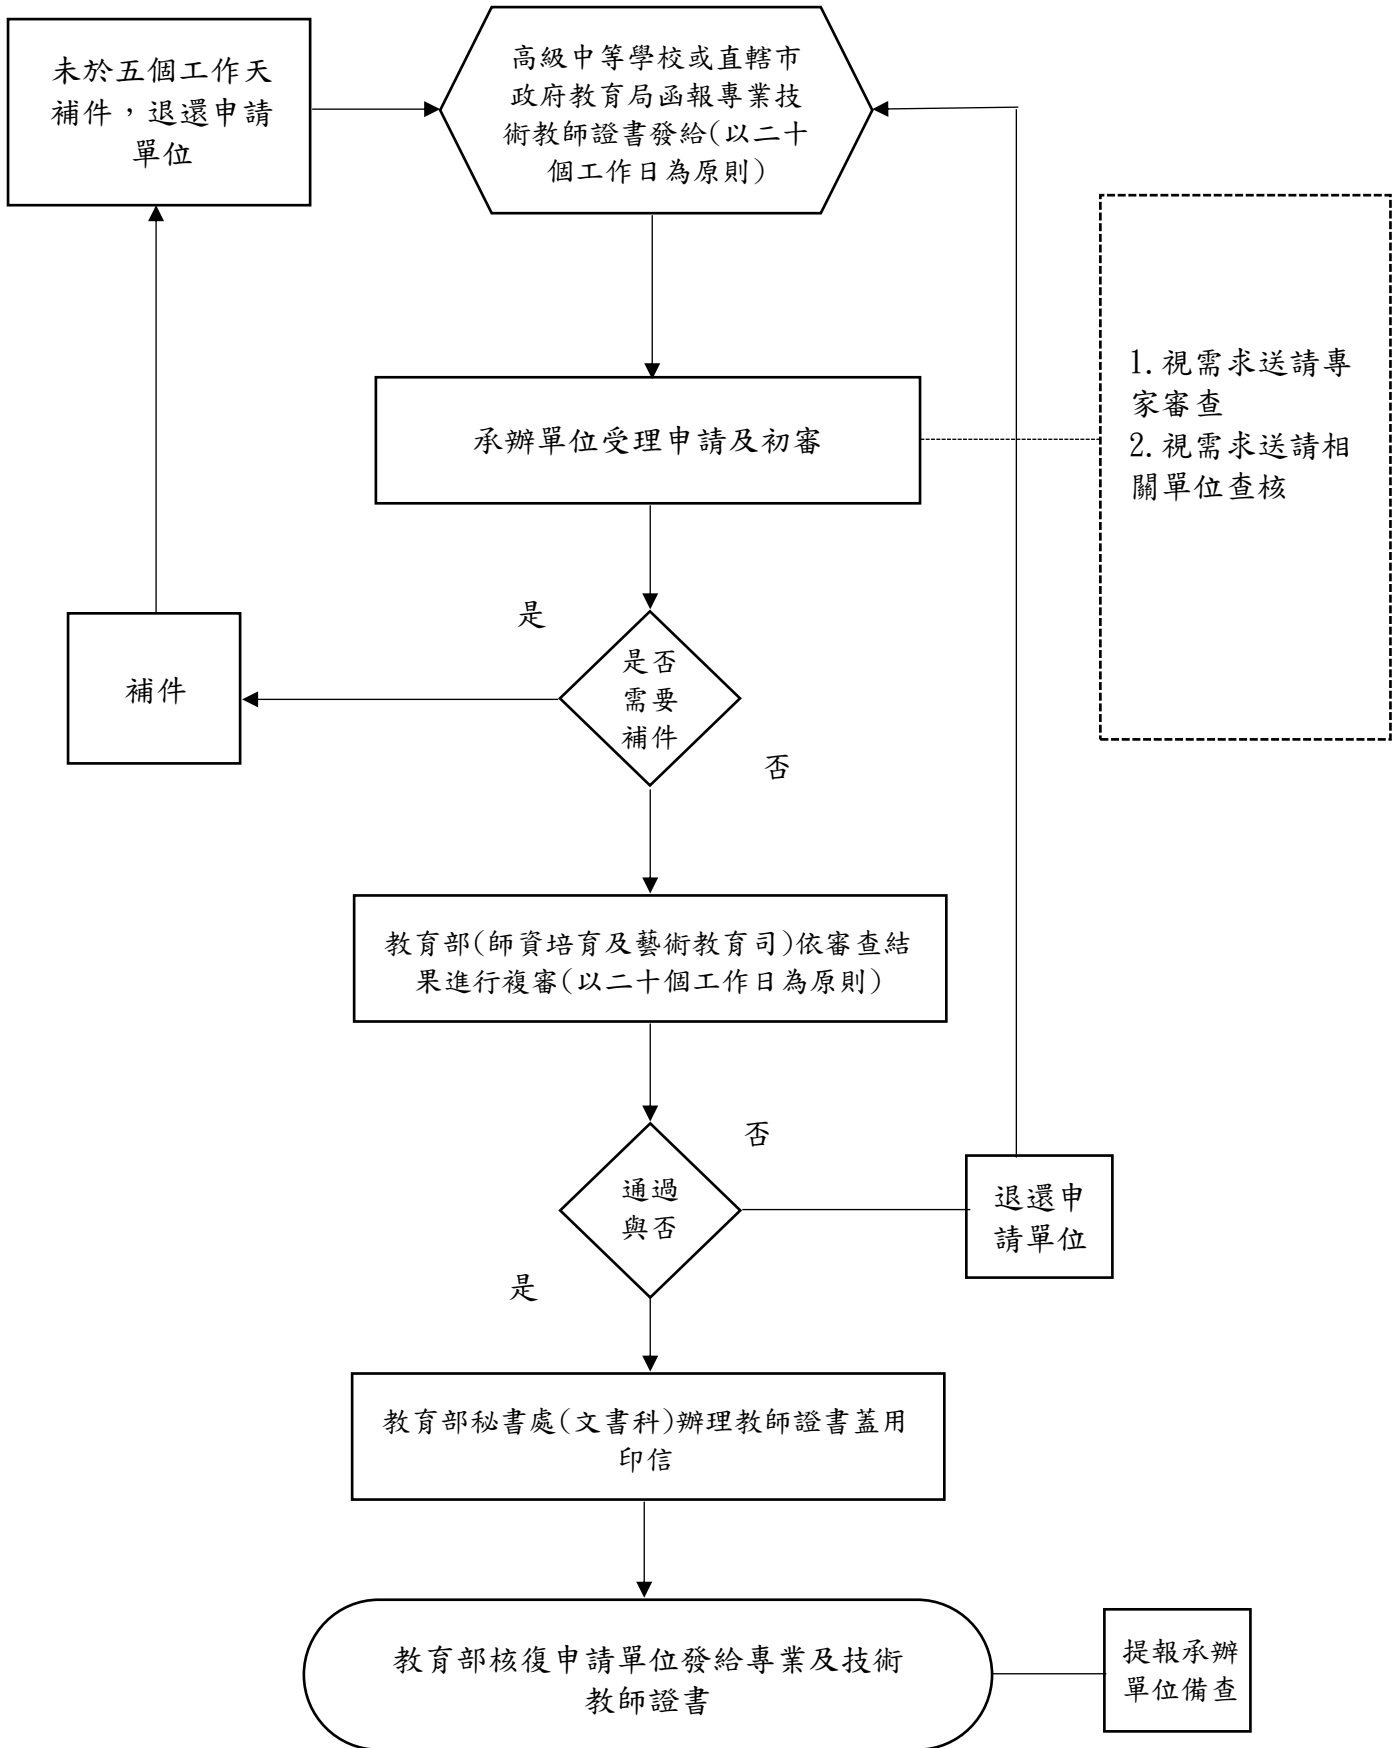 未於五個工作天
補件，退還申請
單位
高級中等學校或直轄市
政府教育局函報專業技
術教師證書發給(以二十
個工作日為原則)
1.視需求送請專
家審查
2.視需求送請相
關單位查核
承辦單位受理申請及初審
是
是否
需要
補件
補件
否
教育部(師資培育及藝術教育司)依審查結
果進行複審(以二十個工作日為原則)
否
通過
與否
退還申
請單位
是
教育部秘書處(文書科)辦理教師證書蓋用
印信
教育部核復申請單位發給專業及技術
教師證書
提報承辦
單位備查